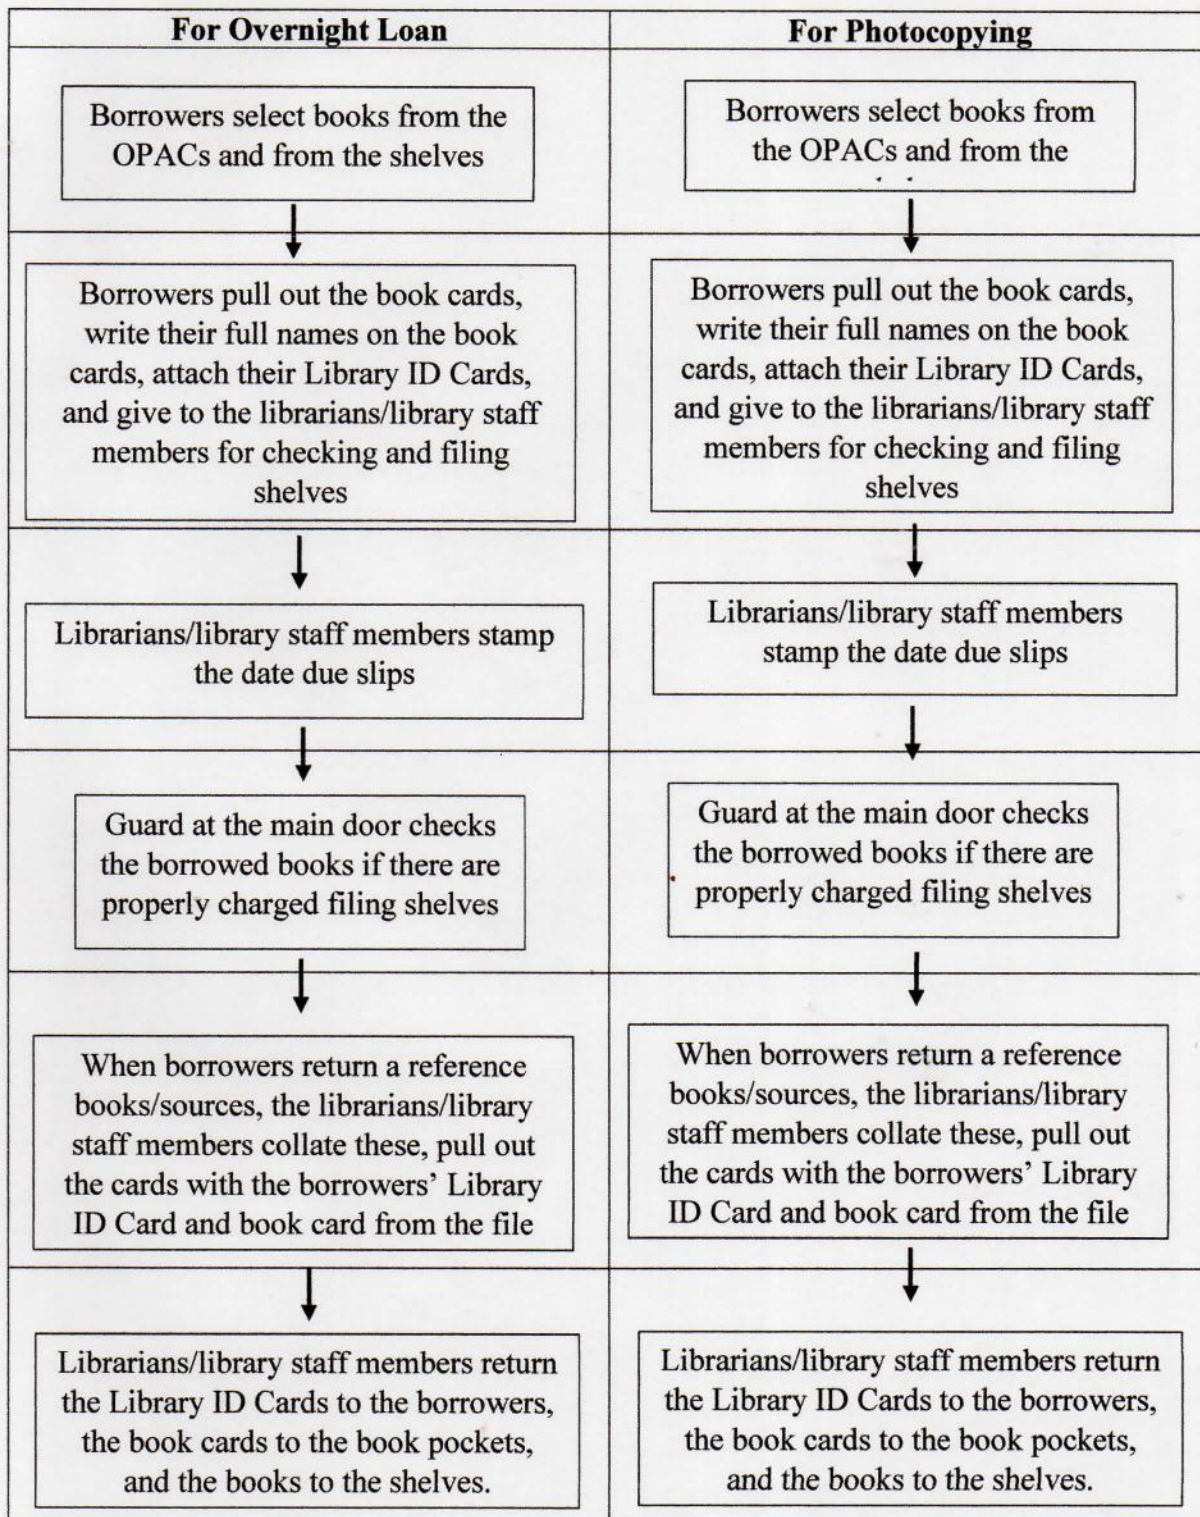 For Overnight Loan
Borrowers select books from the
OPACs and from the shelves
Borrowers pull out the book cards,
write their full names on the book
cards, attach their Library ID Cards,
and give to the librarians/library staff
members for checking and filing
shelves
Librarians/library staff members stamp
the date due slips
Guard at the main door checks
the borrowed books if there are
properly charged filing shelves
When borrowers return a reference
books/sources, the librarians/library
staff members collate these, pull out
the cards with the borrowers’ Library
ID Card and book card from the file
Librarians/library staff members return
the Library ID Cards to the borrowers,
the book cards to the book pockets,
and the books to the shelves.
For Photocopying
Borrowers select books from
the OPACs and from the
Borrowers pull out the book cards,
write their full names on the book
cards, attach their Library ID Cards,
and give to the librarians/library staff
members for checking and filing
shelves
Librarians/library staff members
stamp the date due slips
Guard at the main door checks
the borrowed books if there are
properly charged filing shelves
When borrowers return a reference
books/sources, the librarians/library
staff members collate these, pull out
the cards with the borrowers’ Library
ID Card and book card from the file
Librarians/library staff members return
the Library ID Cards to the borrowers,
the book cards to the book pockets,
and the books to the shelves.